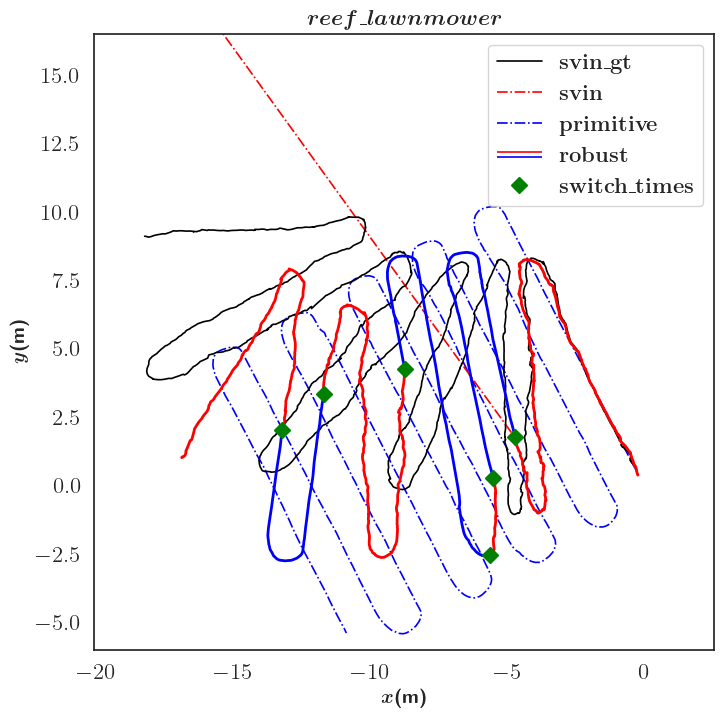 reef_lawnmower
svin_gt
svin
primitive
robust
switch_times
15.0
12.5
10.0
7.5
5.0
2.5
0.0
−2.5
−5.0
y(m)
−20 −15 −10 −5 0
x(m)